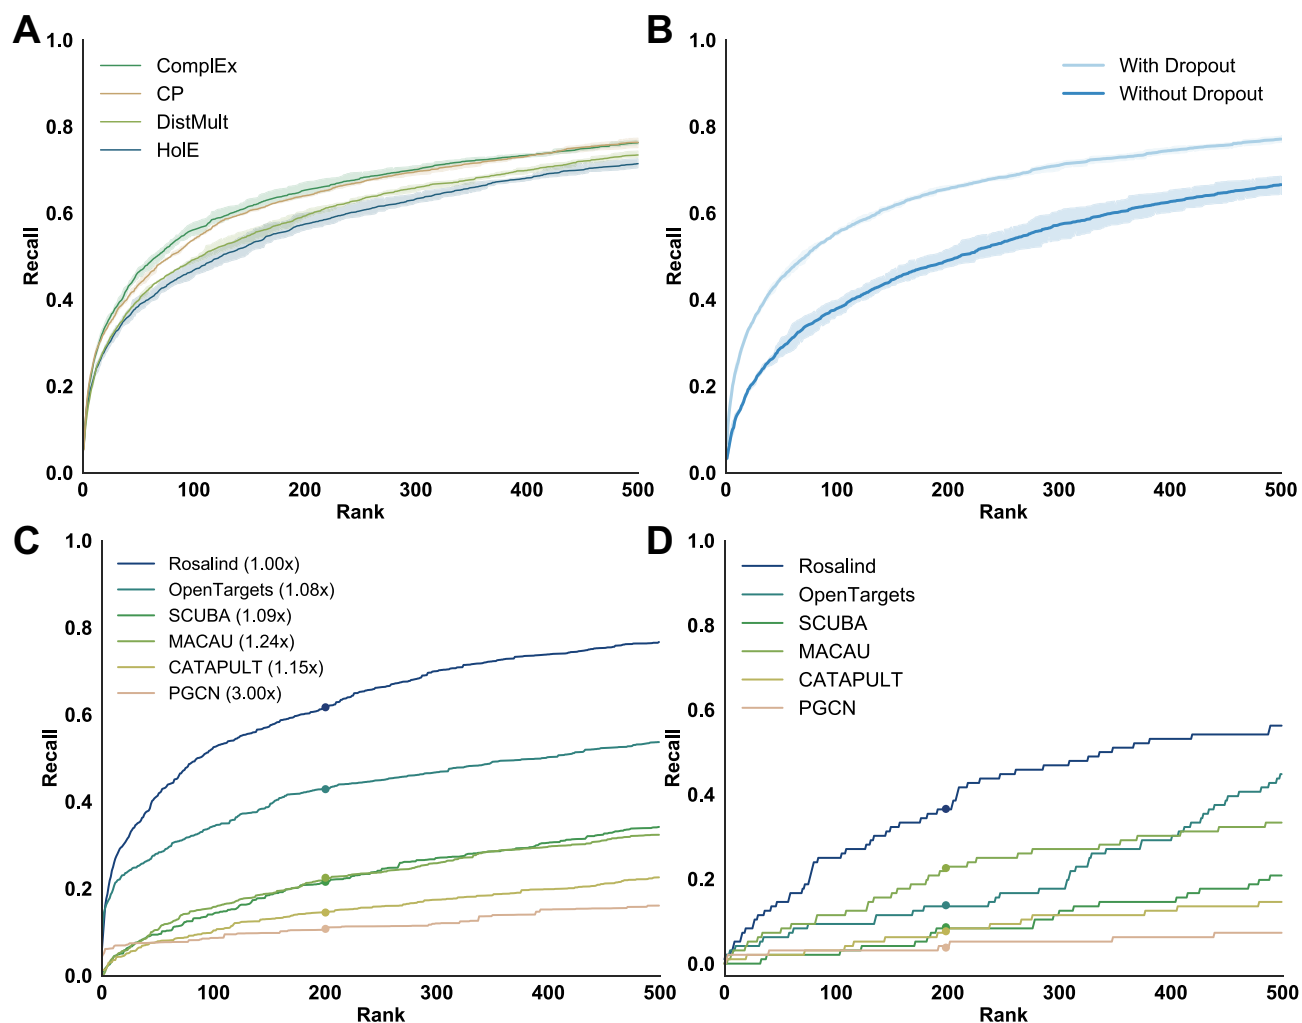 A
1.0
0.8
0.6
0.4
0.2
0.0
Recall
ComplEx
CP
DistMult
HolE
0 100 200 300 400 500
Rank
B
1.0
0.8
0.6
0.4
0.2
0.0
Recall
With Dropout
Without Dropout
0 100 200 300 400 500
Rank
C
1.0
0.8
0.6
0.4
0.2
0.0
Recall
Rosalind (1.00x)
OpenTargets (1.08x)
SCUBA (1.09x)
MACAU (1.24x)
CATAPULT (1.15x)
PGCN (3.00x)
0 100 200 300 400 500
Rank
D
1.0
0.8
0.6
0.4
0.2
0.0
Recall
Rosalind
OpenTargets
SCUBA
MACAU
CATAPULT
PGCN
0 100 200 300 400 500
Rank